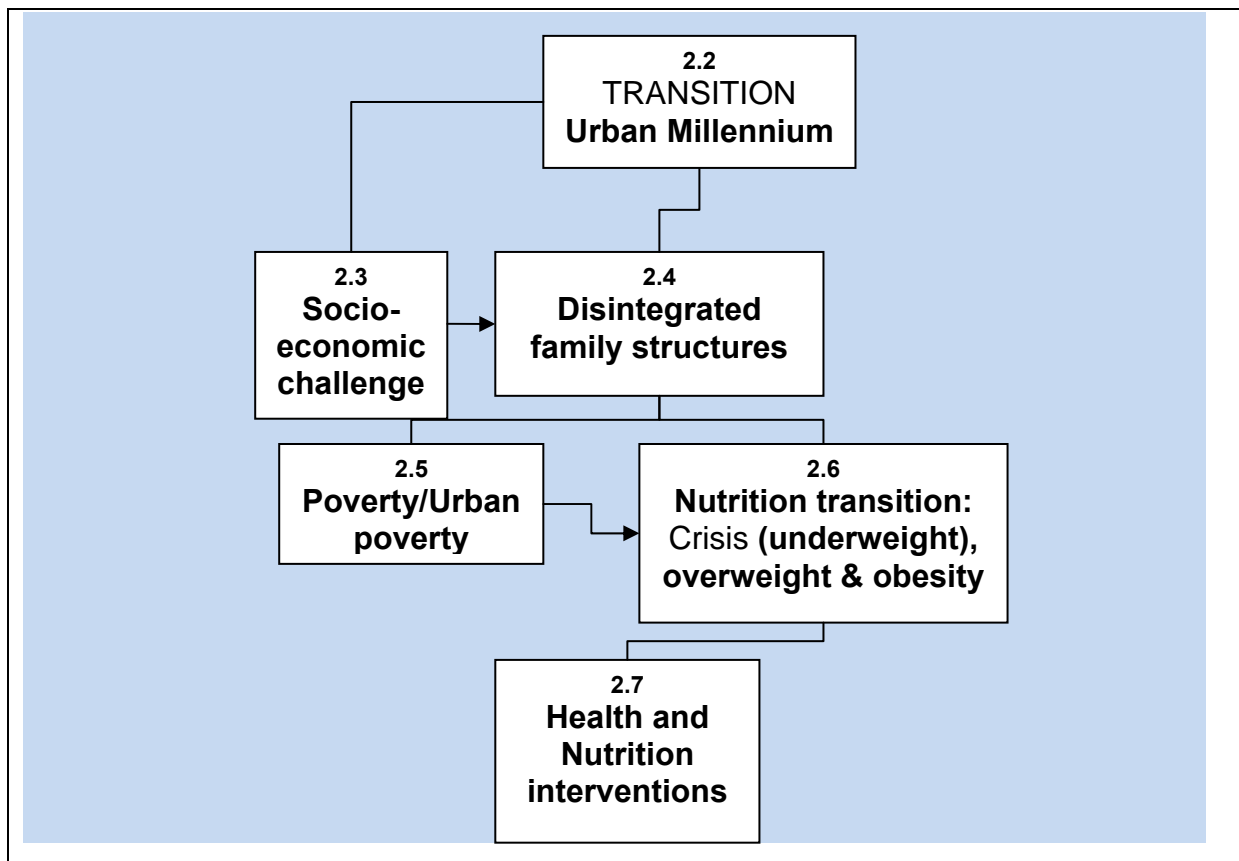 2.2
TRANSITION
Urban Millennium
2.3
Socio-
economic
challenge
2.4
Disintegrated
family structures
2.5
Poverty/Urban
poverty
2.6
Nutrition transition:
Crisis (underweight),
overweight & obesity
2.7
Health and
Nutrition
interventions